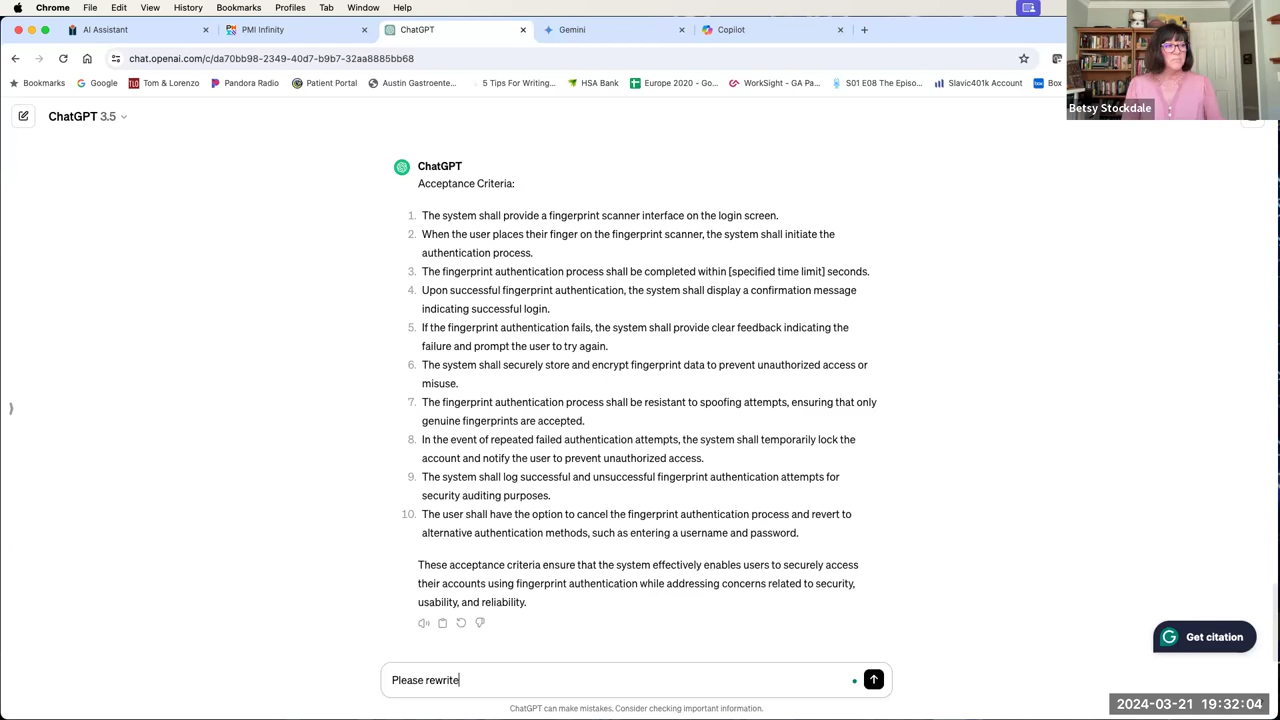 Chrome File Edit View History Bookmarks Profiles Tab Window Help
AI Assistant PMI Infinity ChatGPT Gemini Copilot
chat.openai.com/c/da70bb98-2349-40d7-b9b7-32aa8885bb68
Bookmarks Google Tom & Lorenzo Pandora Radio Patient Portal Austin Gastroente... 5 Tips For Writing... HSA Bank Europe 2020 - Go... WorkSight - GA Pa... S01 E08 The Episo... Slavic401k Account Box
Betsy Stockdale
ChatGPT 3.5
ChatGPT
Acceptance Criteria:
1. The system shall provide a fingerprint scanner interface on the login screen.
2. When the user places their finger on the fingerprint scanner, the system shall initiate the
authentication process.
3. The fingerprint authentication process shall be completed within [specified time limit] seconds.
4. Upon successful fingerprint authentication, the system shall display a confirmation message
indicating successful login.
5. If the fingerprint authentication fails, the system shall provide clear feedback indicating the
failure and prompt the user to try again.
6. The system shall securely store and encrypt fingerprint data to prevent unauthorized access or
misuse.
7. The fingerprint authentication process shall be resistant to spoofing attempts, ensuring that only
genuine fingerprints are accepted.
8. In the event of repeated failed authentication attempts, the system shall temporarily lock the
account and notify the user to prevent unauthorized access.
9. The system shall log successful and unsuccessful fingerprint authentication attempts for
security auditing purposes.
10. The user shall have the option to cancel the fingerprint authentication process and revert to
alternative authentication methods, such as entering a username and password.
These acceptance criteria ensure that the system effectively enables users to securely access
their accounts using fingerprint authentication while addressing concerns related to security,
usability, and reliability.
Get citation
Please rewrite
ChatGPT can make mistakes. Consider checking important information.
2024-03-21 19:32:04